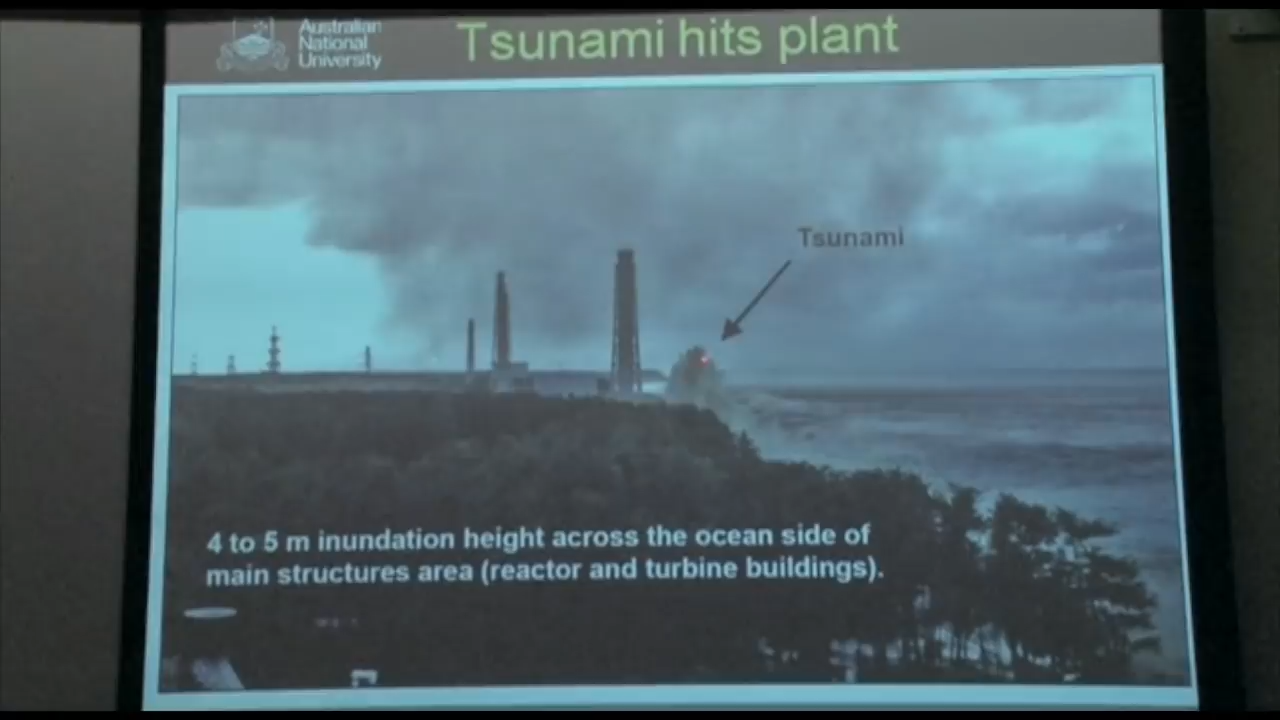 Australian
National
University
Tsunami hits plant
Tsunami
4 to 5 m inundation height across the ocean side of
main structures area (reactor and turbine buildings).